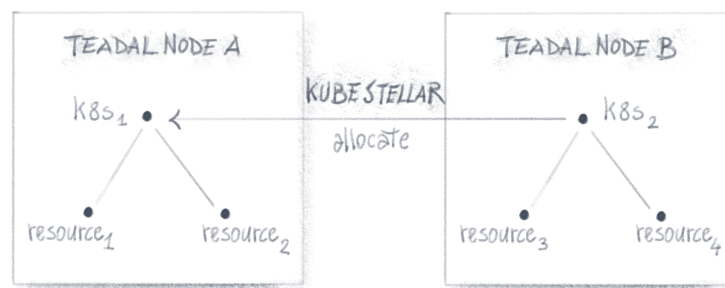 TEADAL NODE A
TEADAL NODE B
KUBESTELLAR
allocate
K8s₁
K8s₂
resource₁
resource₂
resource₃
resource₄